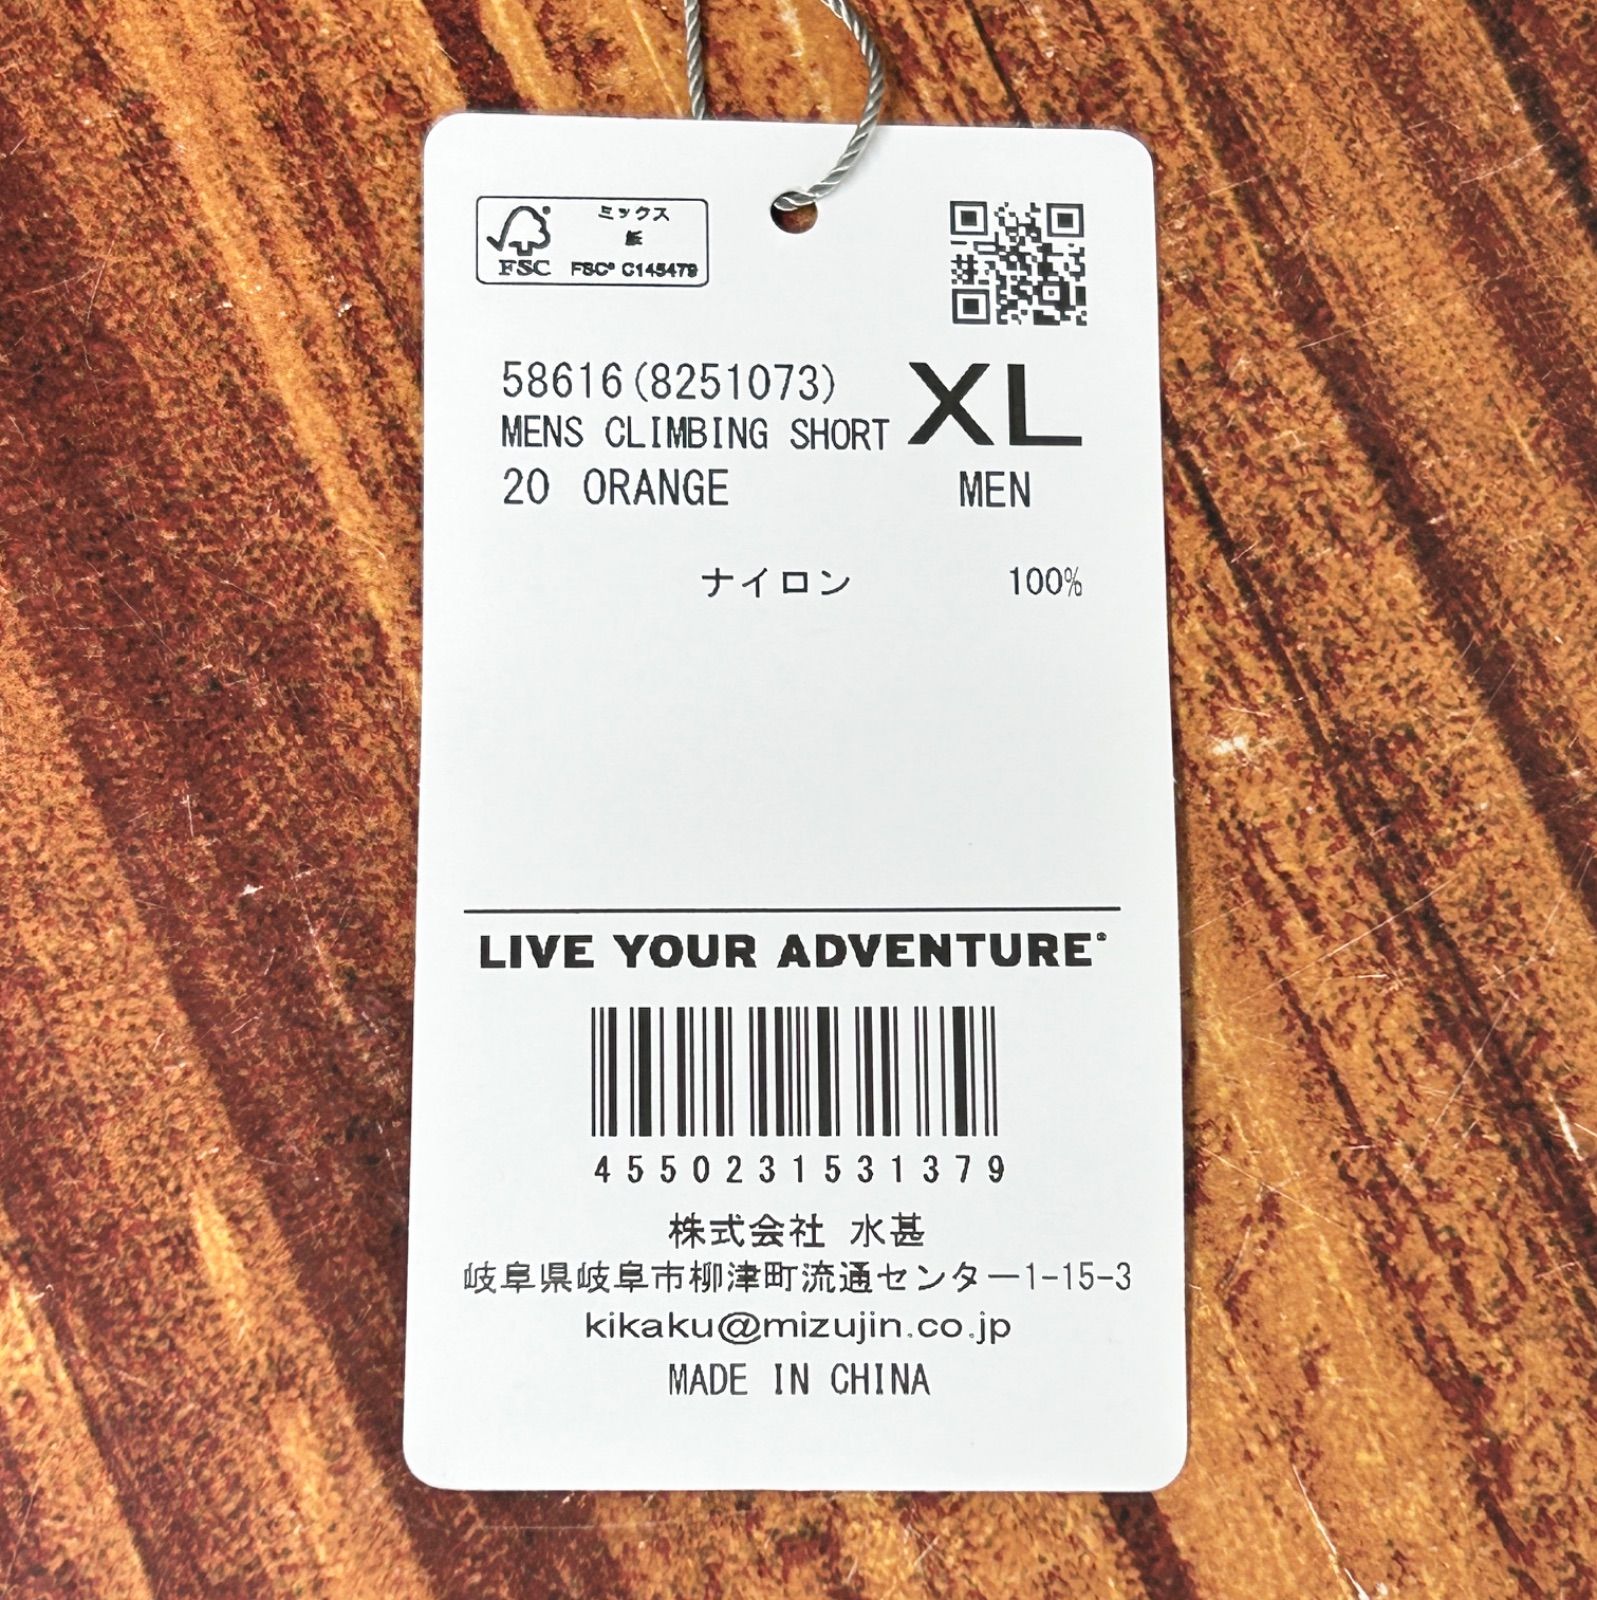 ミックス
紙
FSC
FSC® C145479
58616(8251073)
XL
MENS CLIMBING SHORT
20 ORANGE
MEN
ナイロン 100%
LIVE YOUR ADVENTURE®
4550231531379
株式会社 水甚
岐阜県岐阜市柳津町流通センター1-15-3
kikaku@mizujin.co.jp
MADE IN CHINA